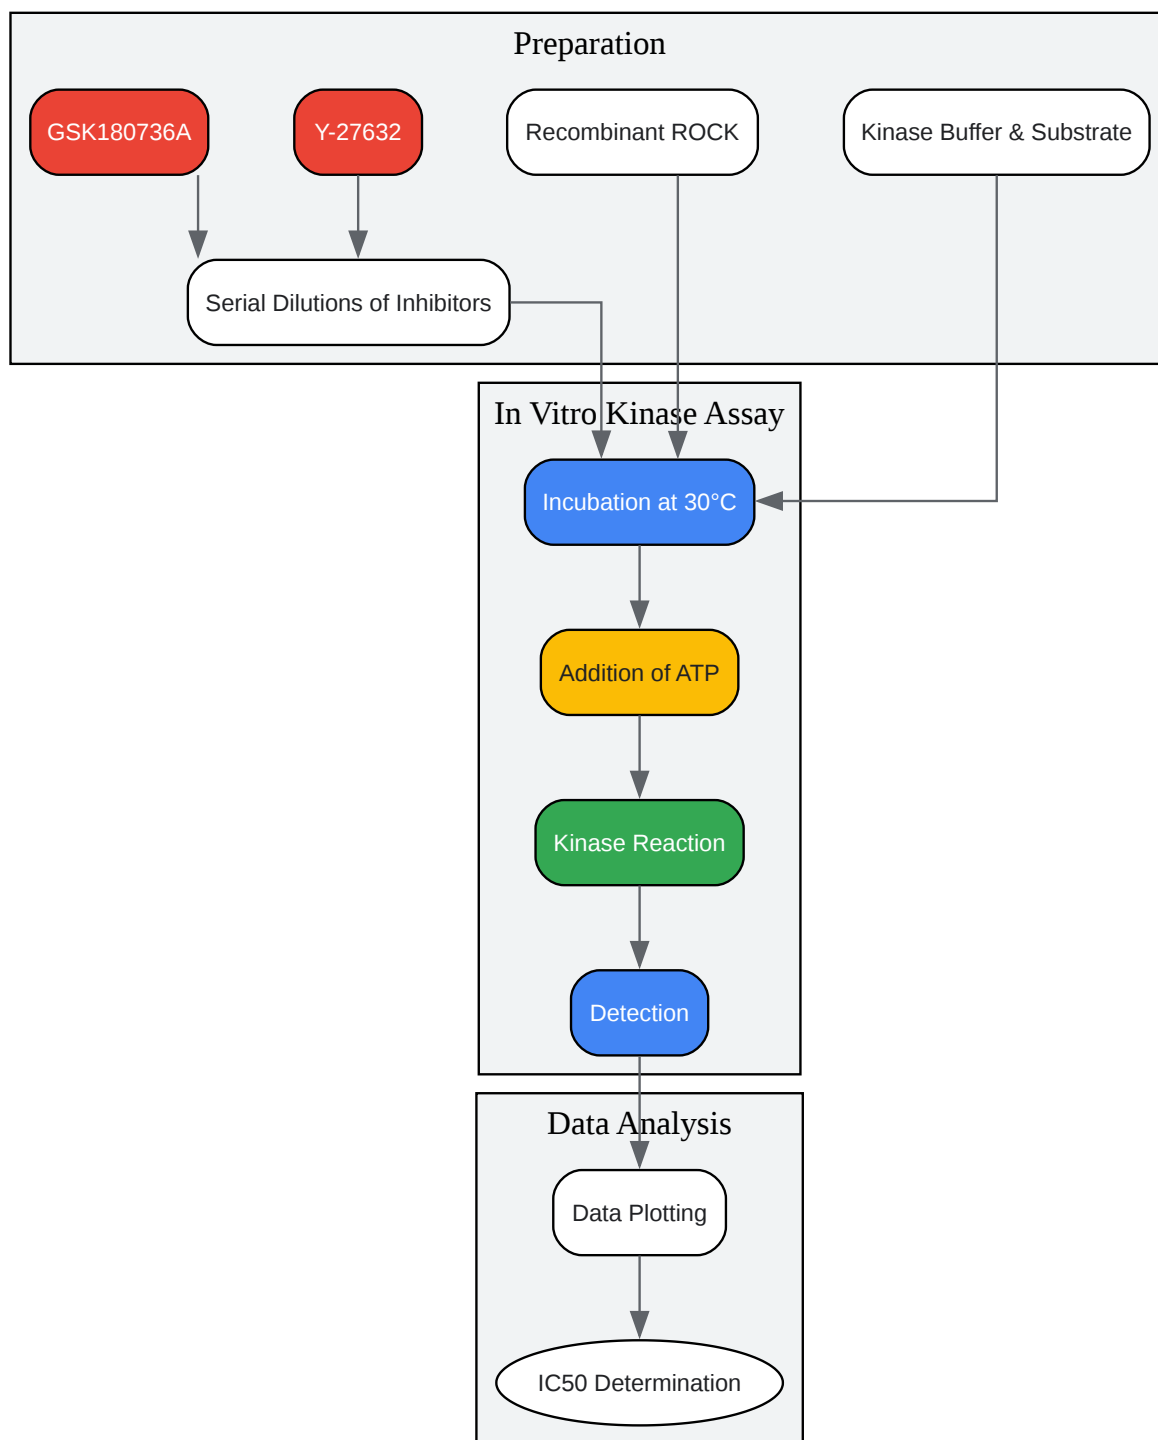 Preparation
GSK180736A
Y-27632
Recombinant ROCK
Kinase Buffer & Substrate
Serial Dilutions of Inhibitors
In Vitro Kinase Assay
Incubation at 30°C
Addition of ATP
Kinase Reaction
Detection
Data Analysis
Data Plotting
IC50 Determination